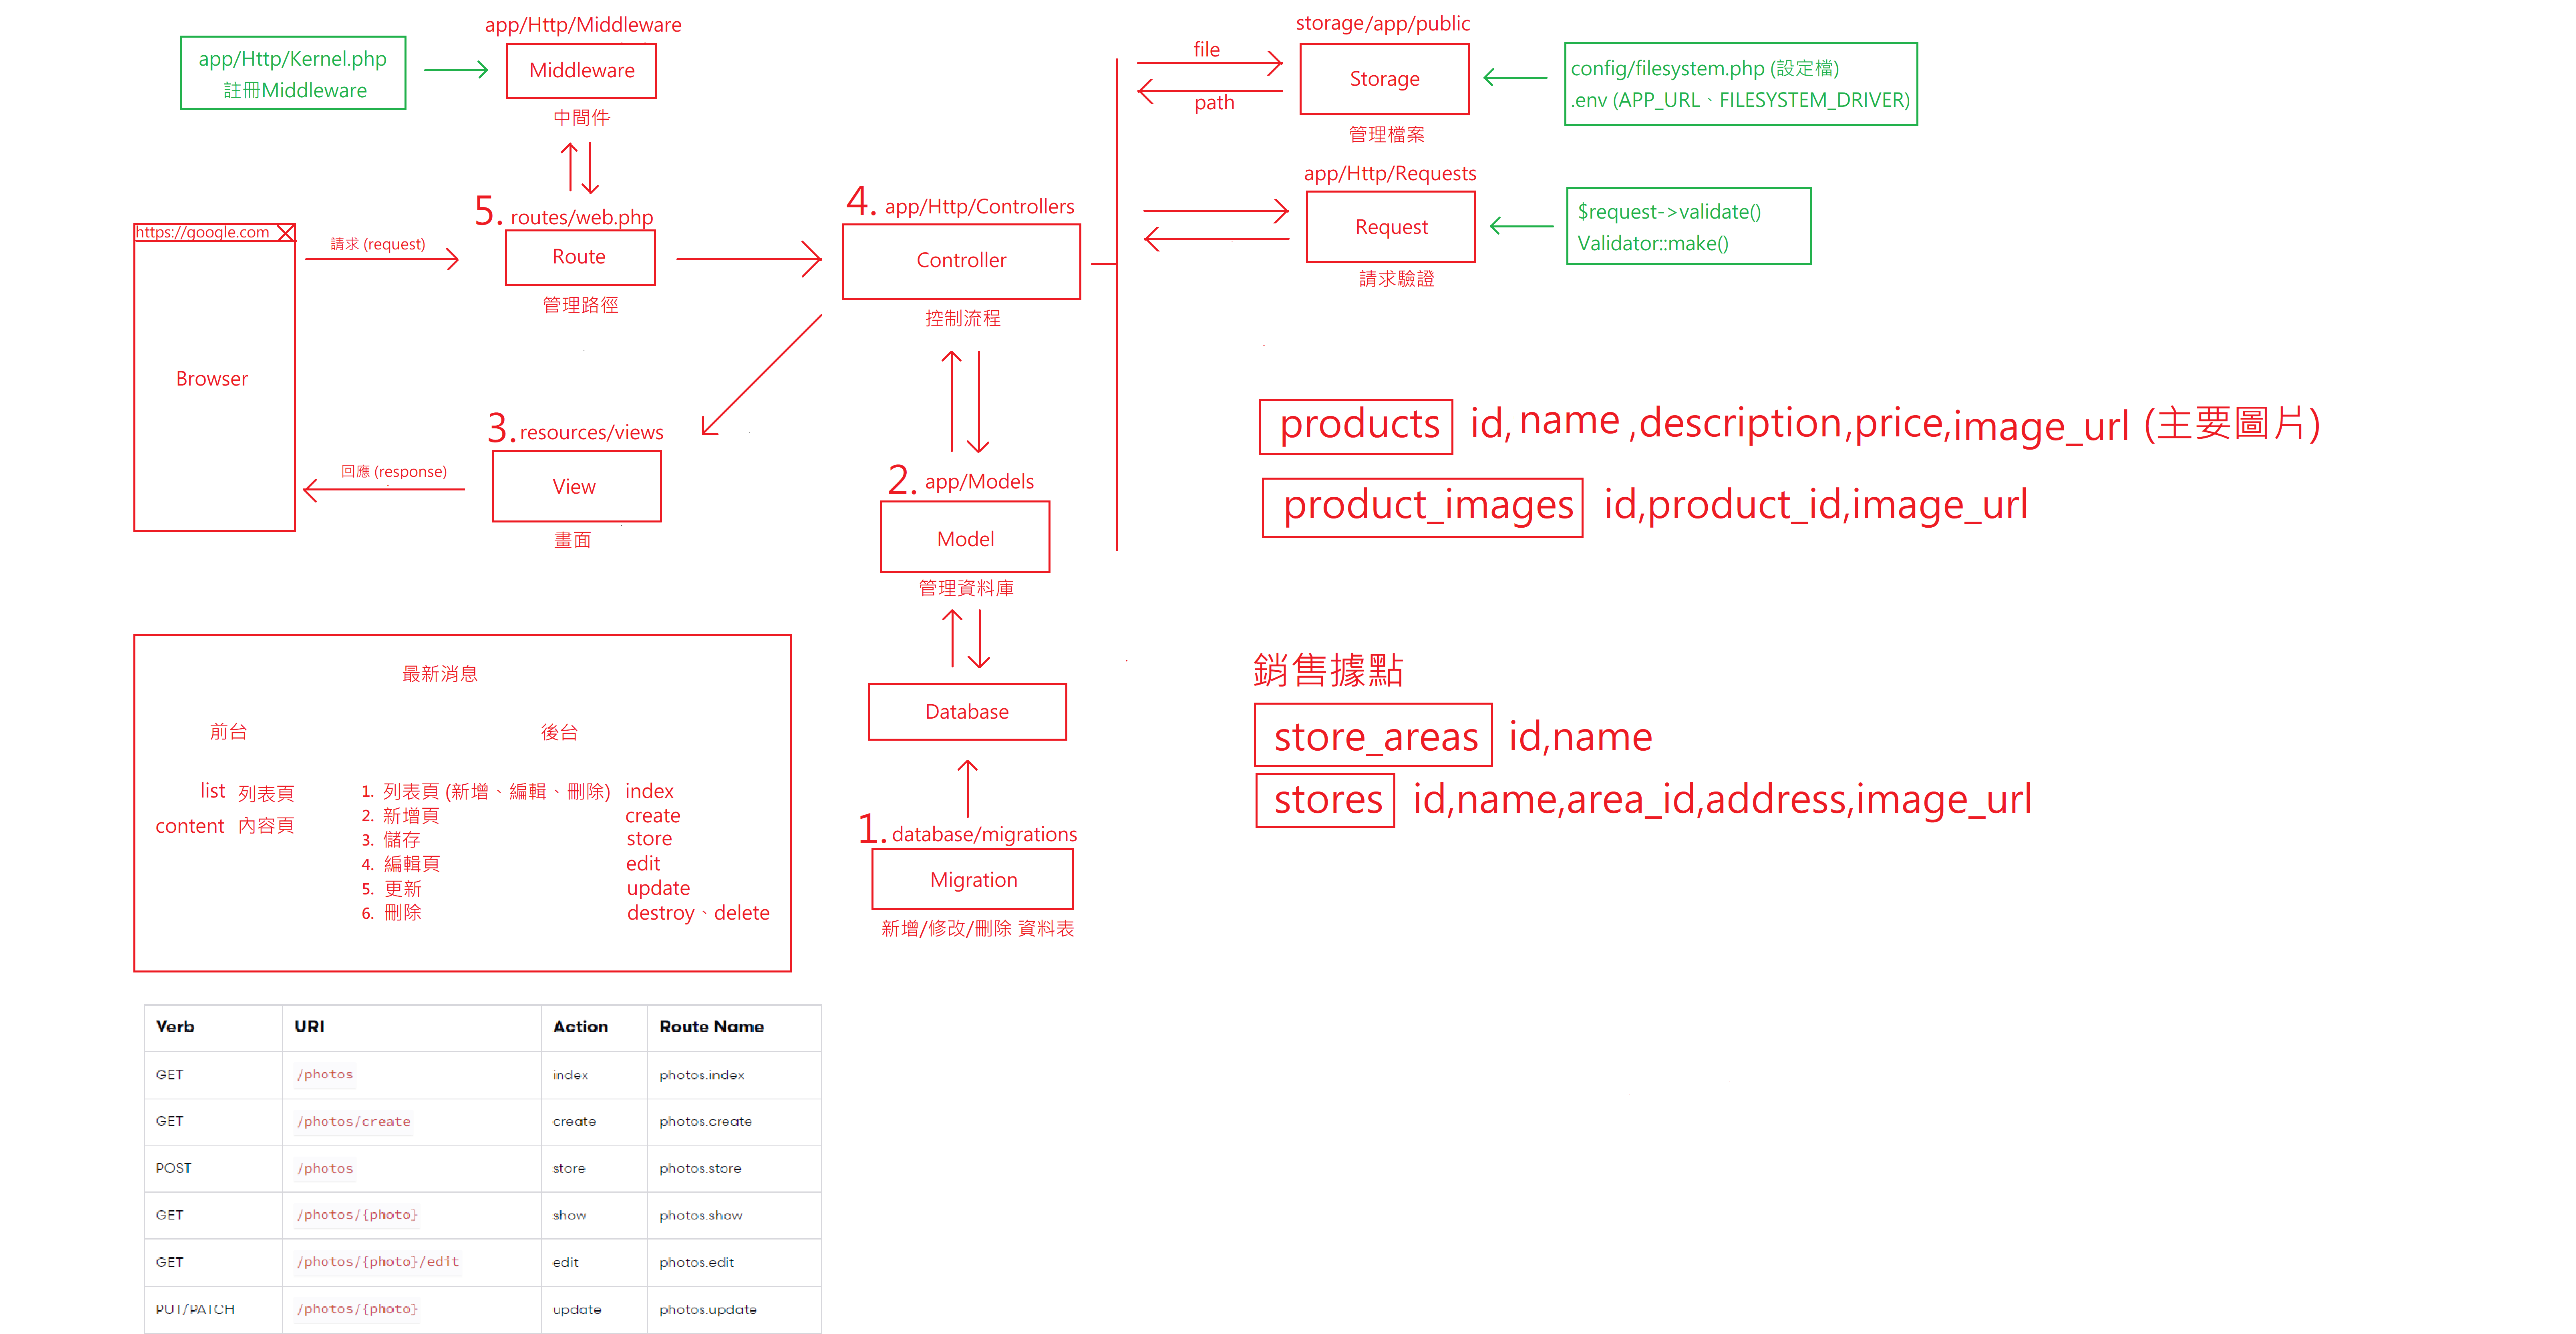 app/Http/Kernel.php
註冊Middleware
app/Http/Middleware
Middleware
中間件
https://google.com
Browser
請求 (request)
5. routes/web.php
Route
管理路徑
4. app/Http/Controllers
Controller
控制流程
3. resources/views
View
畫面
回應 (response)
2. app/Models
Model
管理資料庫
Database
1. database/migrations
Migration
新增/修改/刪除 資料表
file
path
storage/app/public
Storage
管理檔案
config/filesystem.php (設定檔)
.env (APP_URL、FILESYSTEM_DRIVER)
app/Http/Requests
Request
請求驗證
$request->validate()
Validator::make()
products id,name,description,price,image_url (主要圖片)
product_images id,product_id,image_url
銷售據點
store_areas id,name
stores id,name,area_id,address,image_url
最新消息
前台
list 列表頁
content 內容頁
後台
1. 列表頁 (新增、編輯、刪除) index
2. 新增頁 create
3. 儲存 store
4. 編輯頁 edit
5. 更新 update
6. 刪除 destroy、delete
Verb URI Action Route Name
GET /photos index photos.index
GET /photos/create create photos.create
POST /photos store photos.store
GET /photos/{photo} show photos.show
GET /photos/{photo}/edit edit photos.edit
PUT/PATCH /photos/{photo} update photos.update